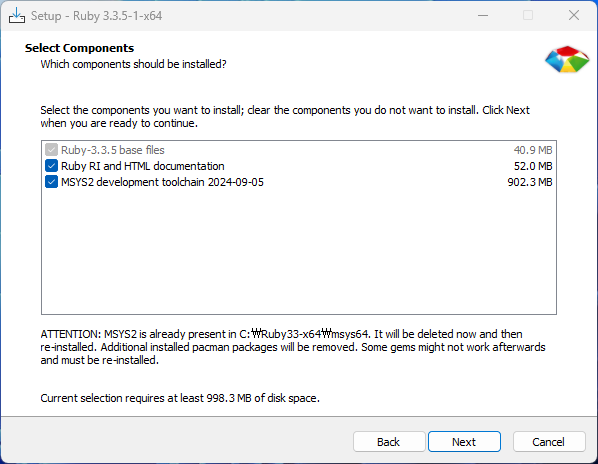 Setup - Ruby 3.3.5-1-x64
Select Components
Which components should be installed?
Select the components you want to install; clear the components you do not want to install. Click Next
when you are ready to continue.
Ruby-3.3.5 base files 40.9 MB
Ruby RI and HTML documentation 52.0 MB
MSYS2 development toolchain 2024-09-05 902.3 MB
ATTENTION: MSYS2 is already present in C:₩Ruby33-x64₩msys64. It will be deleted now and then
re-installed. Additional installed pacman packages will be removed. Some gems might not work afterwards
and must be re-installed.
Current selection requires at least 998.3 MB of disk space.
Back Next Cancel